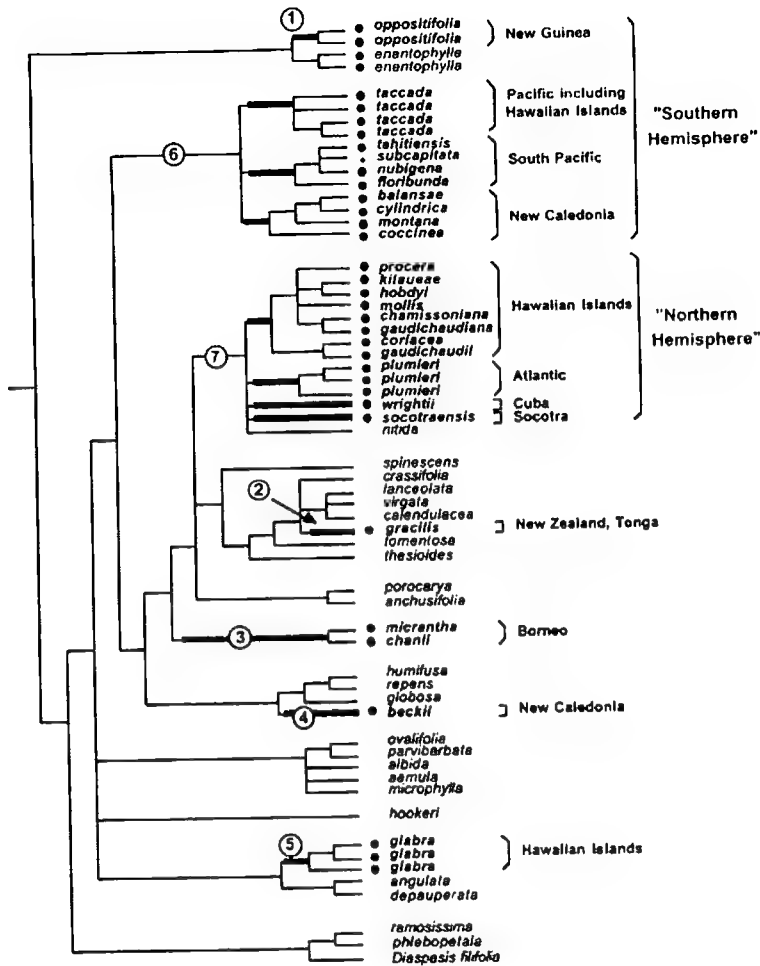 1
oppositifolia
oppositifolia
New Guinea
enantophylla
enantophylla
taccada
taccada
taccada
taccada
Pacific including
Hawaiian Islands
"Southern
Hemisphere"
6
tahitiensis
subcapitata
nubigena
floribunda
South Pacific
balansae
cylindrica
montana
coccinea
New Caledonia
procera
kilaueae
hobdyi
mollis
chamissoniana
gaudichaudiana
coriacea
gaudichaudii
Hawaiian Islands
"Northern
Hemisphere"
7
plumieri
plumieri
plumieri
Atlantic
wrightii
Cuba
socotraensis
Socotra
nitida
spinescens
crassifolia
lanceolata
virgata
calendulacea
2
gracilis
New Zealand, Tonga
tomentosa
thesioides
porocarya
anchusifolia
3
micrantha
chanii
Borneo
humifusa
repens
globosa
4
beckii
New Caledonia
ovalifolia
parvibarbata
albida
aemula
microphylla
hookeri
5
glabra
glabra
glabra
Hawaiian Islands
angulata
depauperata
ramosissima
phlebopetala
Diaspasis filifolia